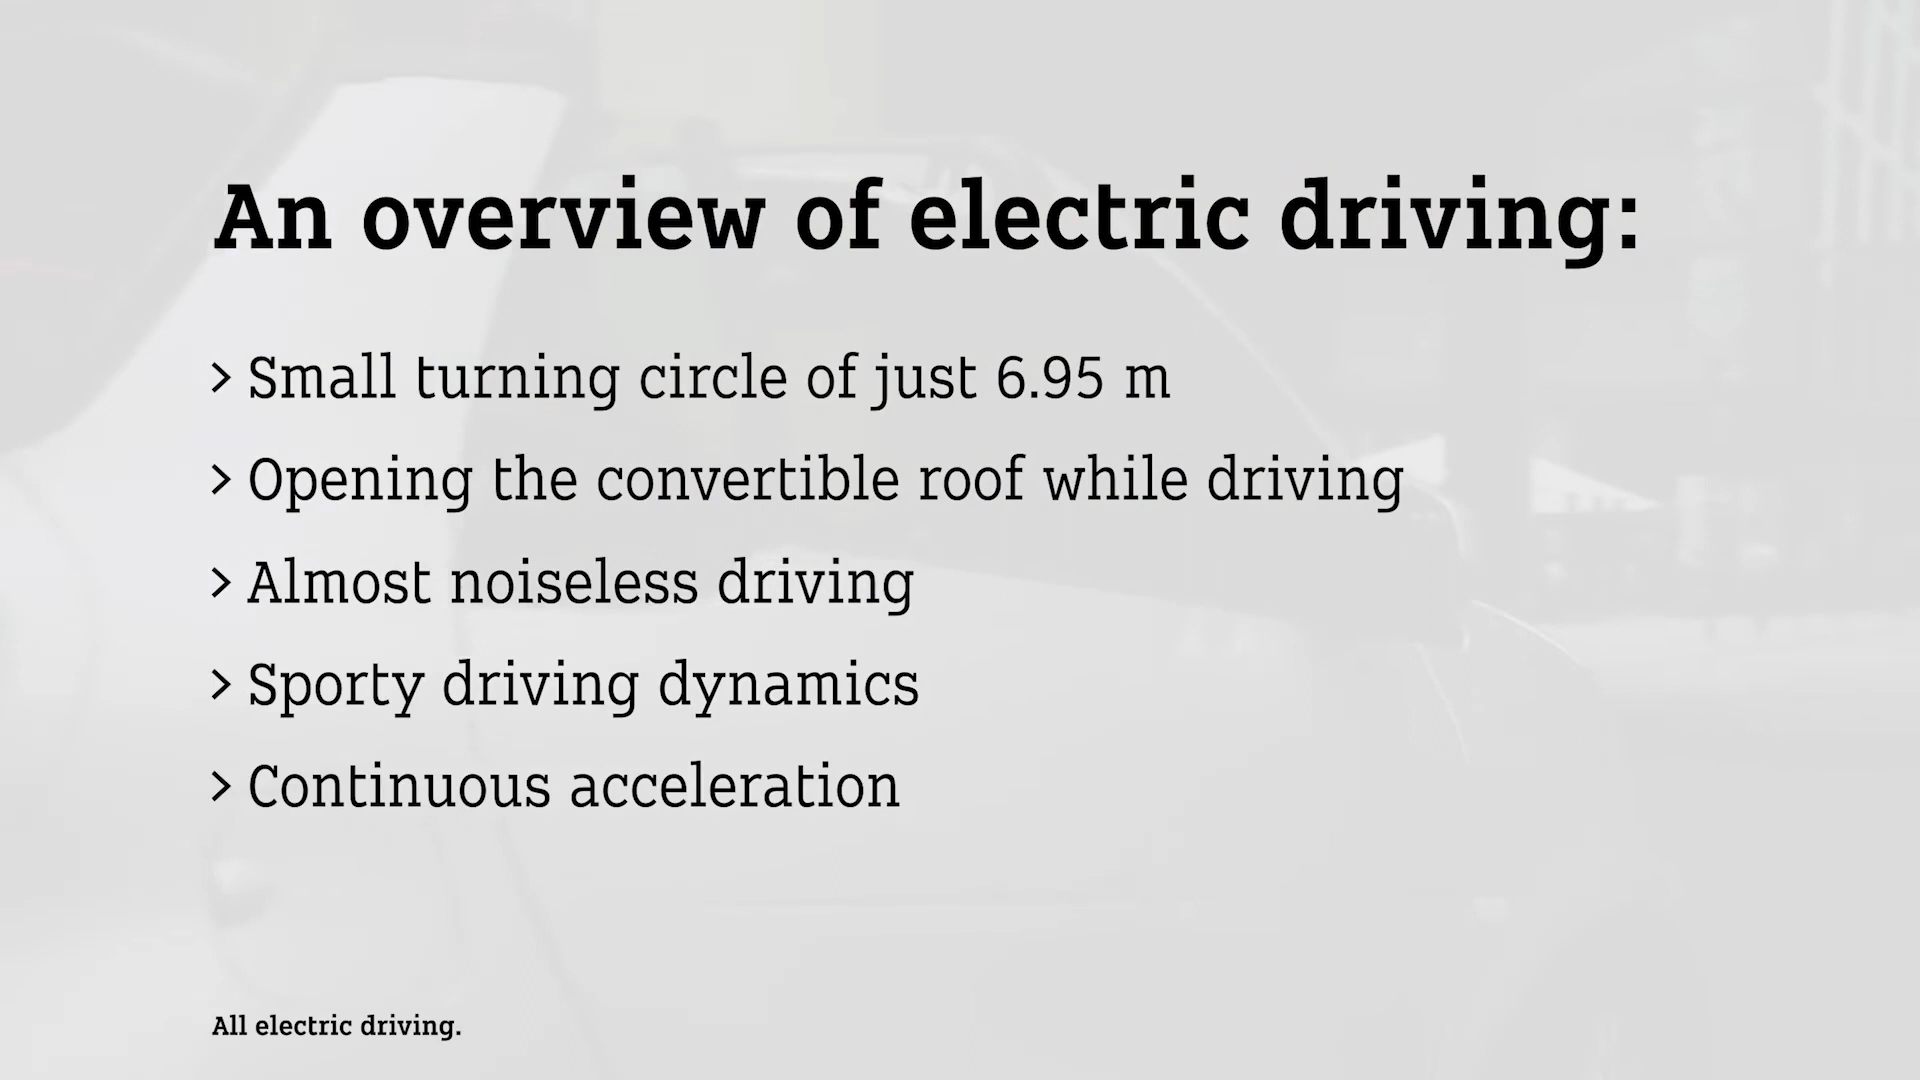 An overview of electric driving:
> Small turning circle of just 6.95 m
> Opening the convertible roof while driving
> Almost noiseless driving
> Sporty driving dynamics
> Continuous acceleration
All electric driving.